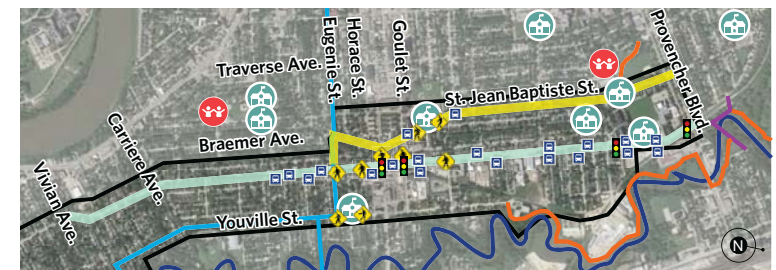 Eugenie St.
Horace St.
Goulet St.
Provencher Blvd.
Traverse Ave.
St. Jean Baptiste St.
Braemer Ave.
Carriere Ave.
Vivian Ave.
Youville St.
N